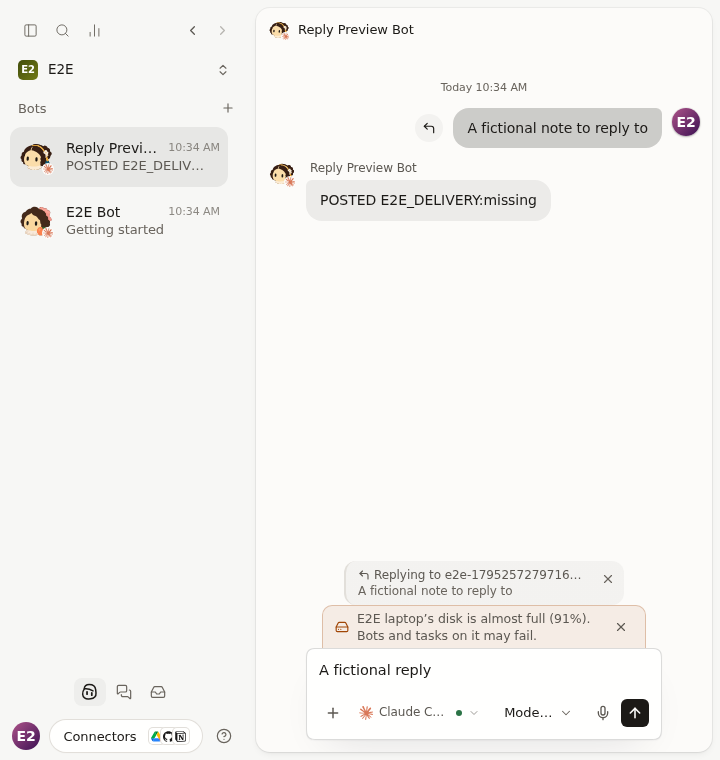 E2 E2E
Bots
Reply Previ... 10:34 AM
POSTED E2E_DELIV...
E2E Bot 10:34 AM
Getting started
E2 Connectors
Reply Preview Bot
Today 10:34 AM
A fictional note to reply to E2
Reply Preview Bot
POSTED E2E_DELIVERY:missing
Replying to e2e-1795257279716...
A fictional note to reply to
E2E laptop’s disk is almost full (91%).
Bots and tasks on it may fail.
A fictional reply
Claude C... Mode...